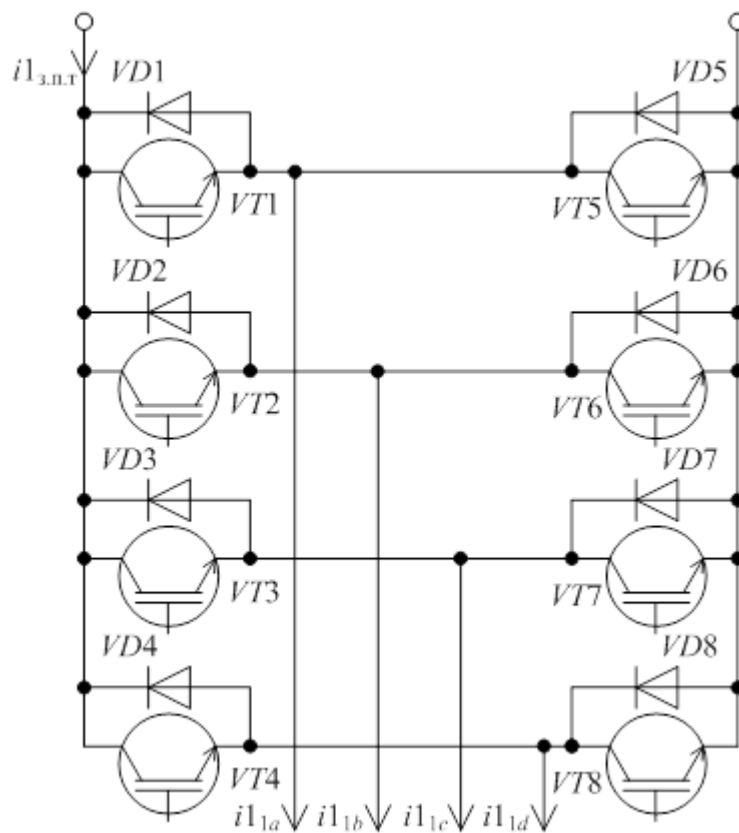 i1з.п.т
VD1
VD5
VT1
VT5
VD2
VD6
VT2
VT6
VD3
VD7
VT3
VT7
VD4
VD8
VT4
VT8
i11a
i11b
i11c
i11d